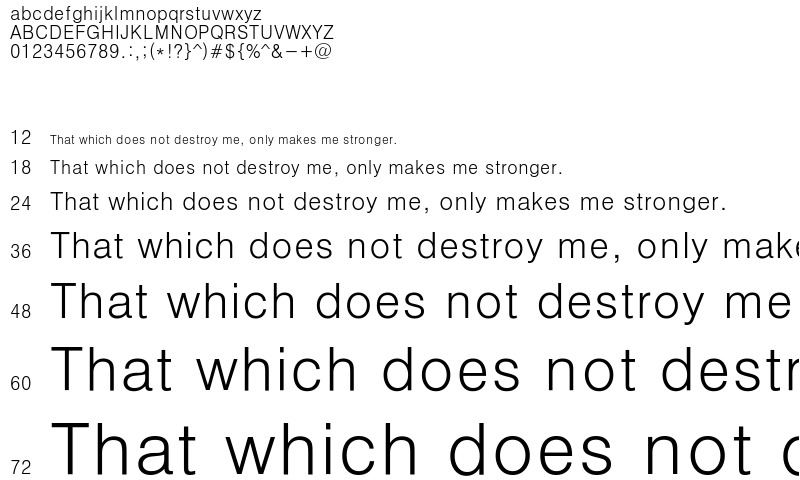 abcdefghijklmnopqrstuvwxyz
ABCDEFGHIJKLMNOPQRSTUVWXYZ
0123456789.:,;(*!?}^)#${%^&-+@
12 That which does not destroy me, only makes me stronger.
18 That which does not destroy me, only makes me stronger.
24 That which does not destroy me, only makes me stronger.
36 That which does not destroy me, only make
48 That which does not destroy me
60 That which does not destr
72 That which does not